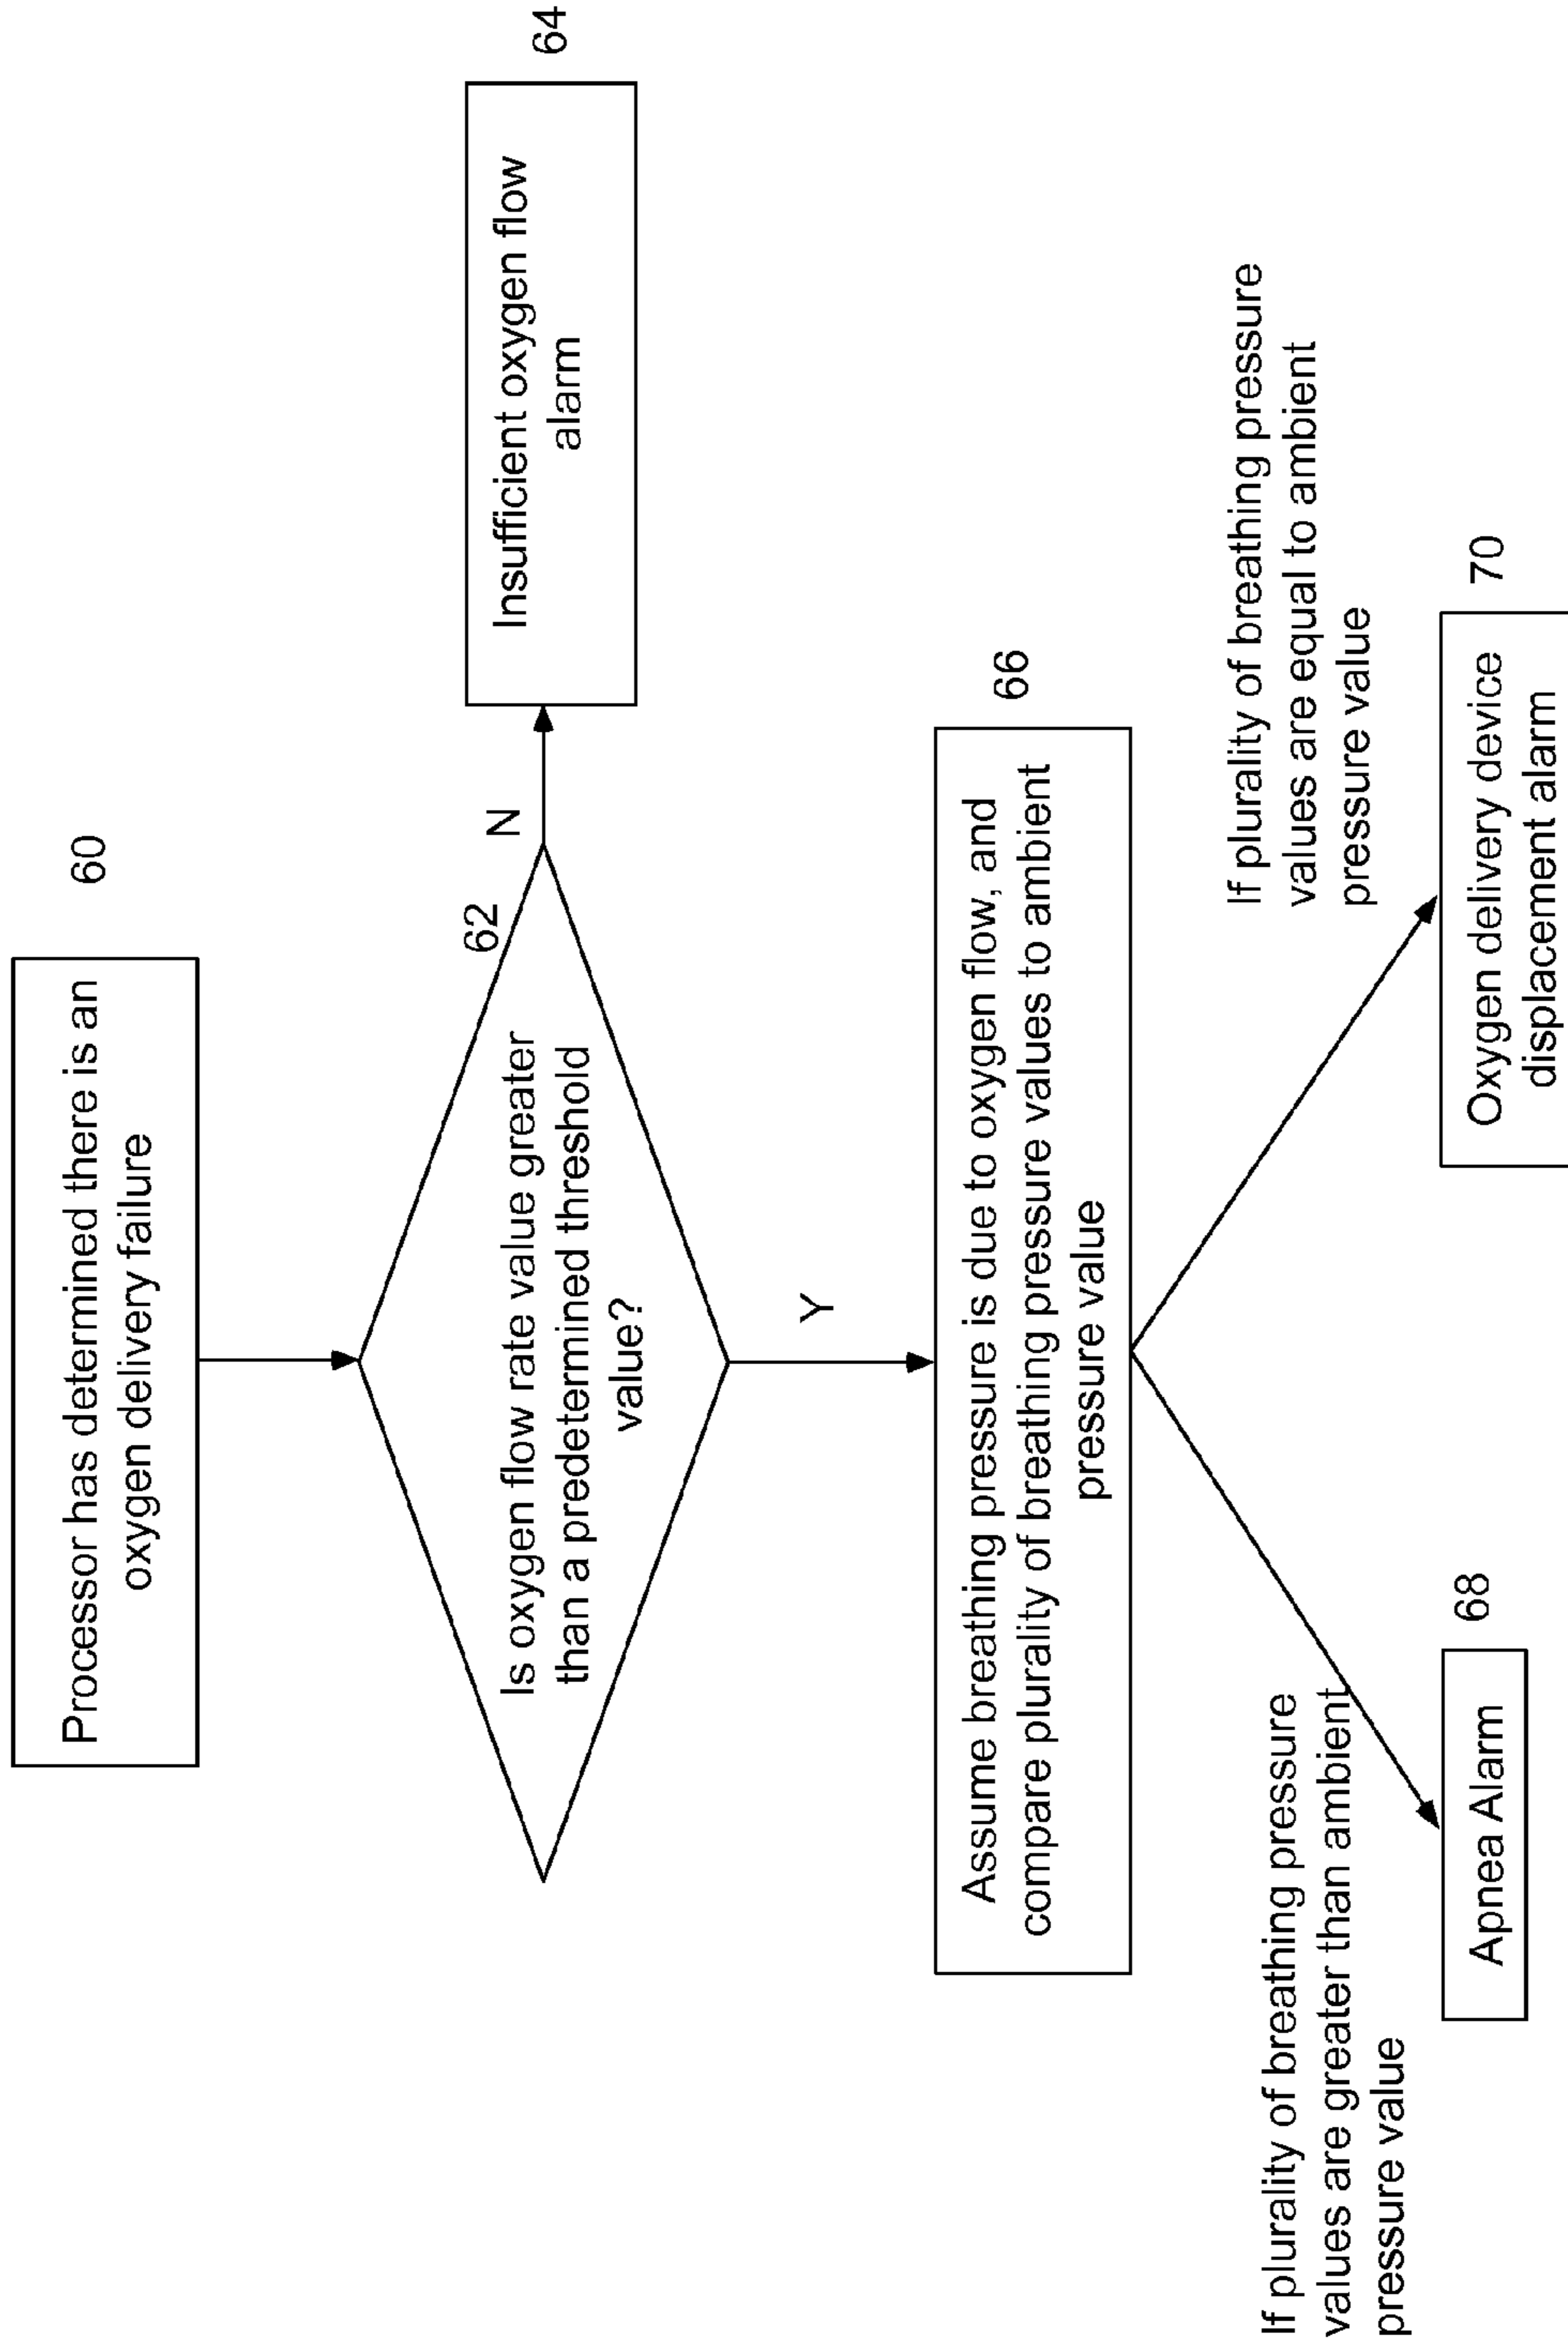 Processor has determined there is an
oxygen delivery failure
60
62
Is oxygen flow rate value greater
than a predetermined threshold
value?
N
Insufficient oxygen flow
alarm
64
Y
Assume breathing pressure is due to oxygen flow, and
compare plurality of breathing pressure values to ambient
pressure value
66
If plurality of breathing pressure
values are greater than ambient
pressure value
If plurality of breathing pressure
values are equal to ambient
pressure value
Apnea Alarm
68
Oxygen delivery device
displacement alarm
70